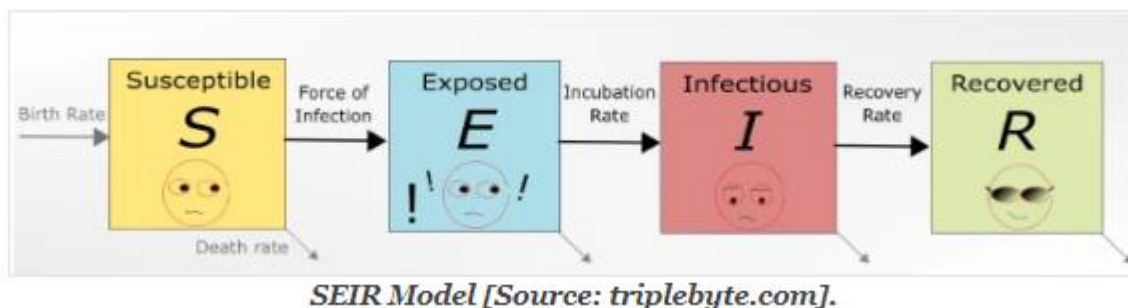 Susceptible
Exposed
Infectious
Recovered
Birth Rate
S
Force of
Infection
E
Incubation
Rate
I
Recovery
Rate
R
! ! !
Death rate
SEIR Model [Source: triplebyte.com].